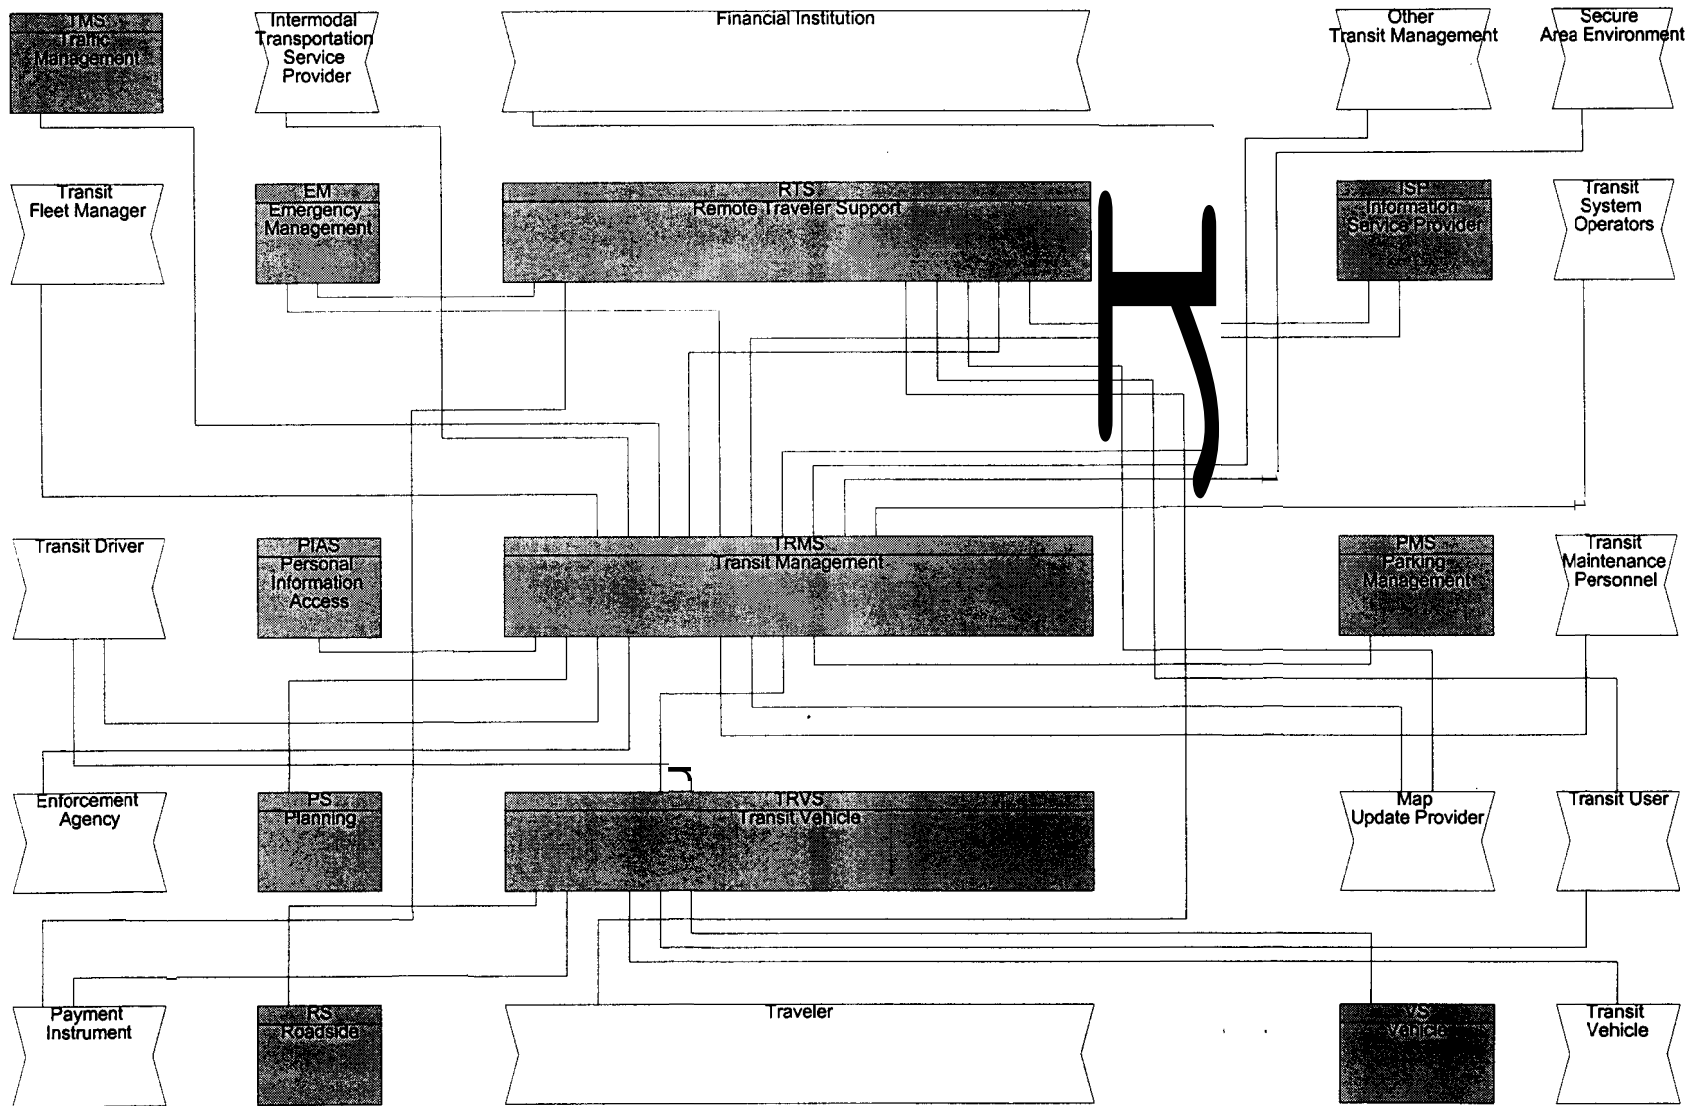 TMS
Traffic
Management
Intermodal
Transportation
Service
Provider
Financial Institution
Other
Transit Management
Secure
Area Environment
Transit
Fleet Manager
EM
Emergency
Management
RTS
Remote Traveler Support
ISP
Information
Service Provider
Transit
System
Operators
Transit Driver
PIAS
Personal
Information
Access
TRMS
Transit Management
PMS
Parking
Management
Transit
Maintenance
Personnel
Enforcement
Agency
PS
Planning
TRVS
Transit Vehicle
Map
Update Provider
Transit User
Payment
Instrument
RS
Roadside
Traveler
VS
Vehicle
Transit
Vehicle